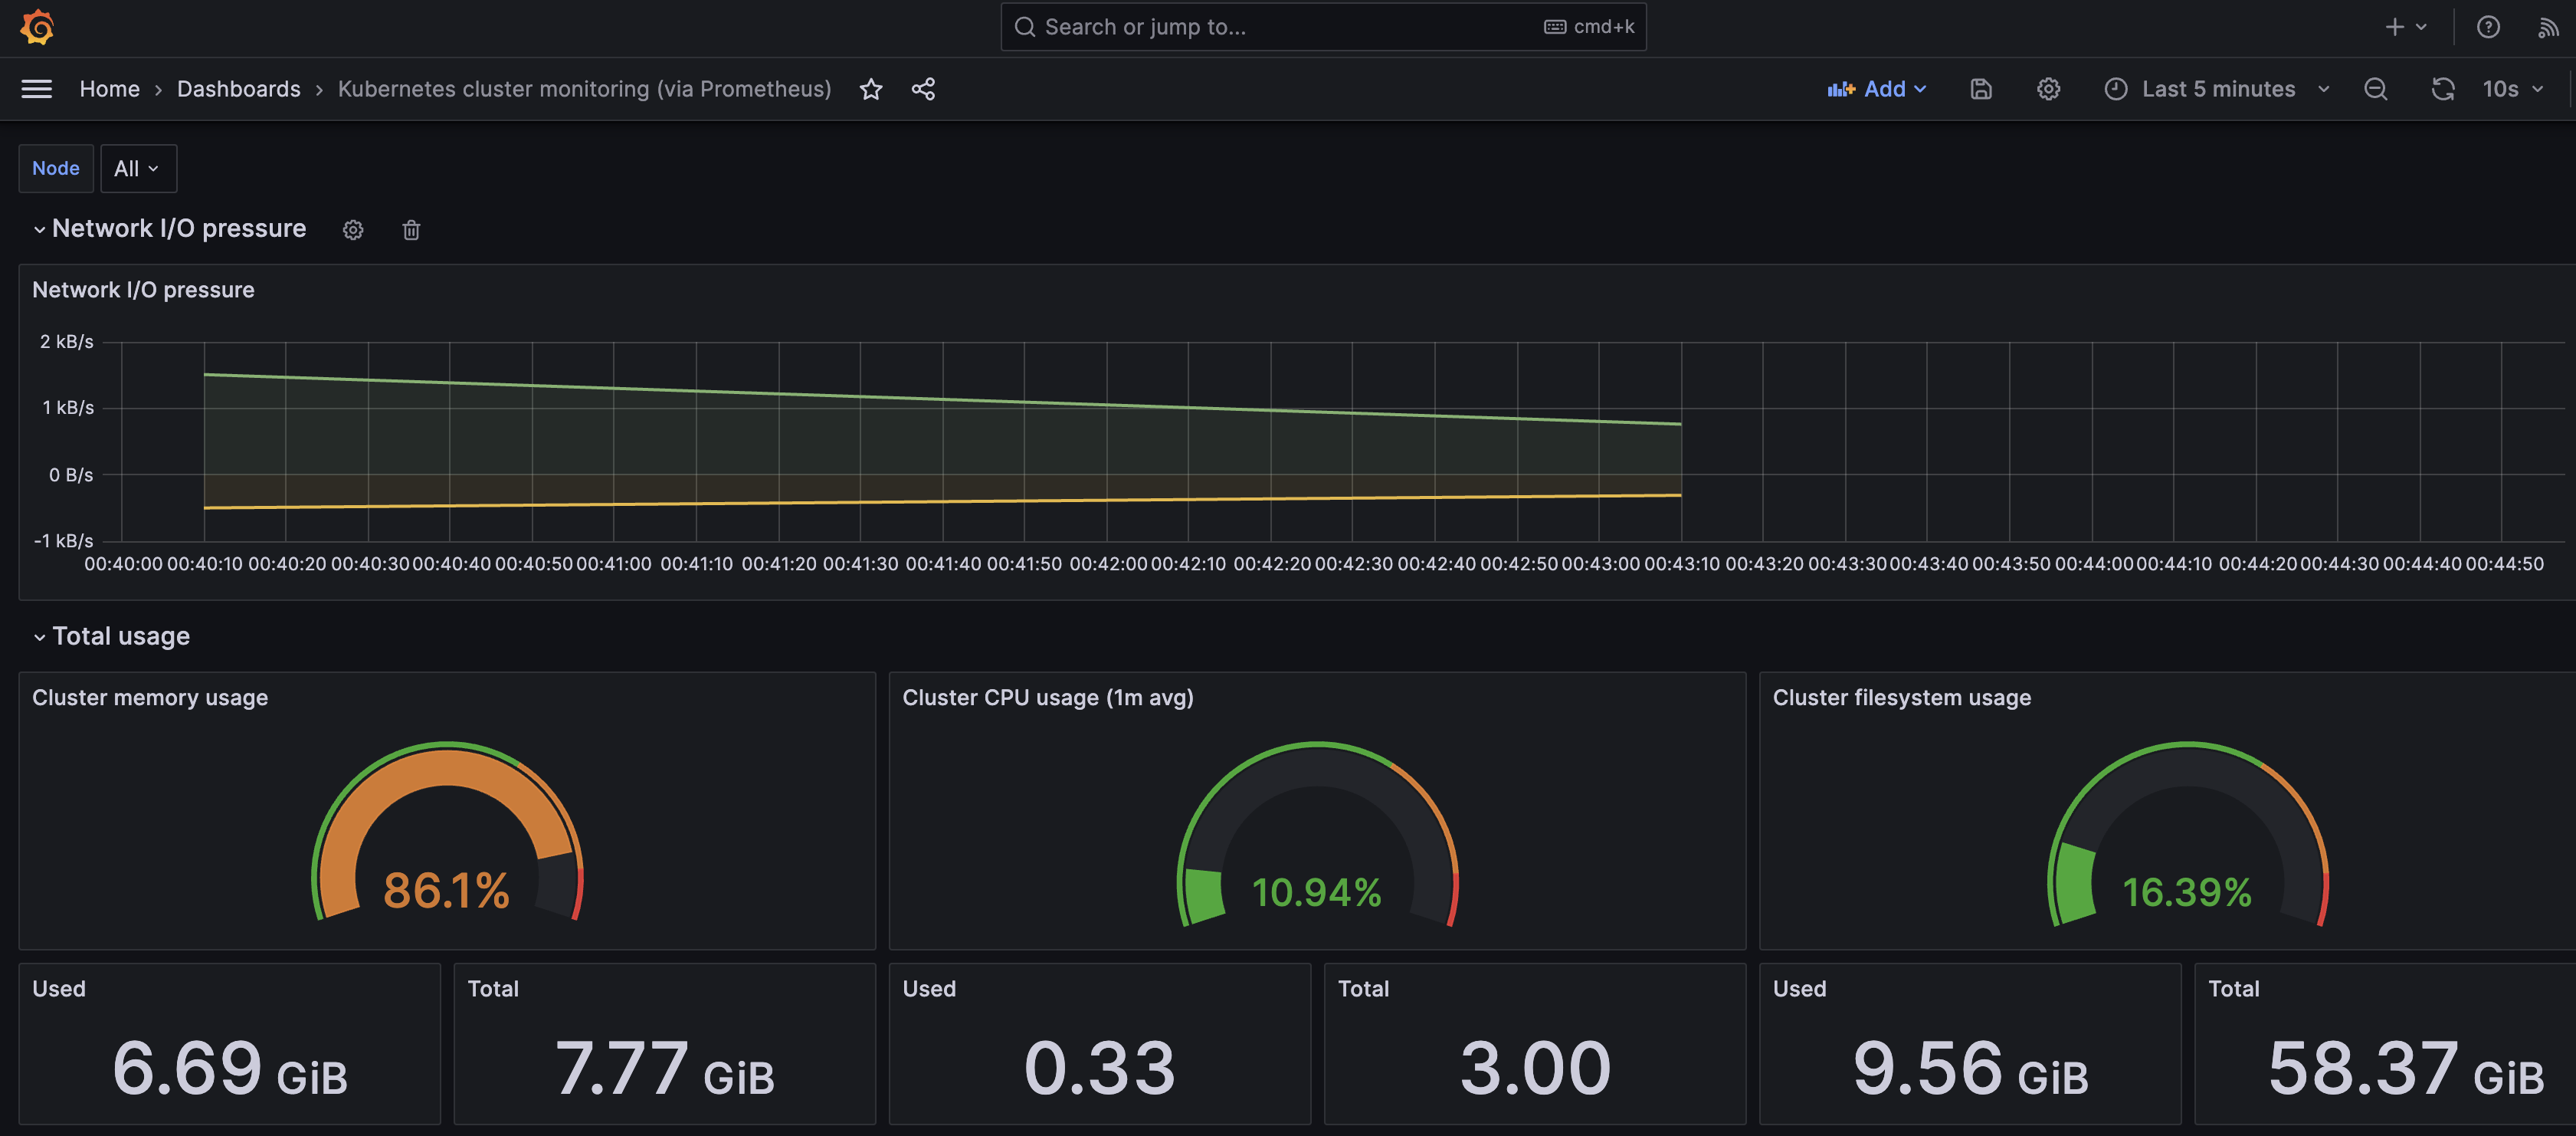 Search or jump to... cmd+k
Home › Dashboards › Kubernetes cluster monitoring (via Prometheus) Add Last 5 minutes 10s
Node All
Network I/O pressure
Network I/O pressure
2 kB/s
1 kB/s
0 B/s
-1 kB/s
00:40:00 00:40:10 00:40:20 00:40:30 00:40:40 00:40:50 00:41:00 00:41:10 00:41:20 00:41:30 00:41:40 00:41:50 00:42:00 00:42:10 00:42:20 00:42:30 00:42:40 00:42:50 00:43:00 00:43:10 00:43:20 00:43:30 00:43:40 00:43:50 00:44:00 00:44:10 00:44:20 00:44:30 00:44:40 00:44:50
Total usage
Cluster memory usage
86.1%
Cluster CPU usage (1m avg)
10.94%
Cluster filesystem usage
16.39%
Used
6.69 GiB
Total
7.77 GiB
Used
0.33
Total
3.00
Used
9.56 GiB
Total
58.37 GiB